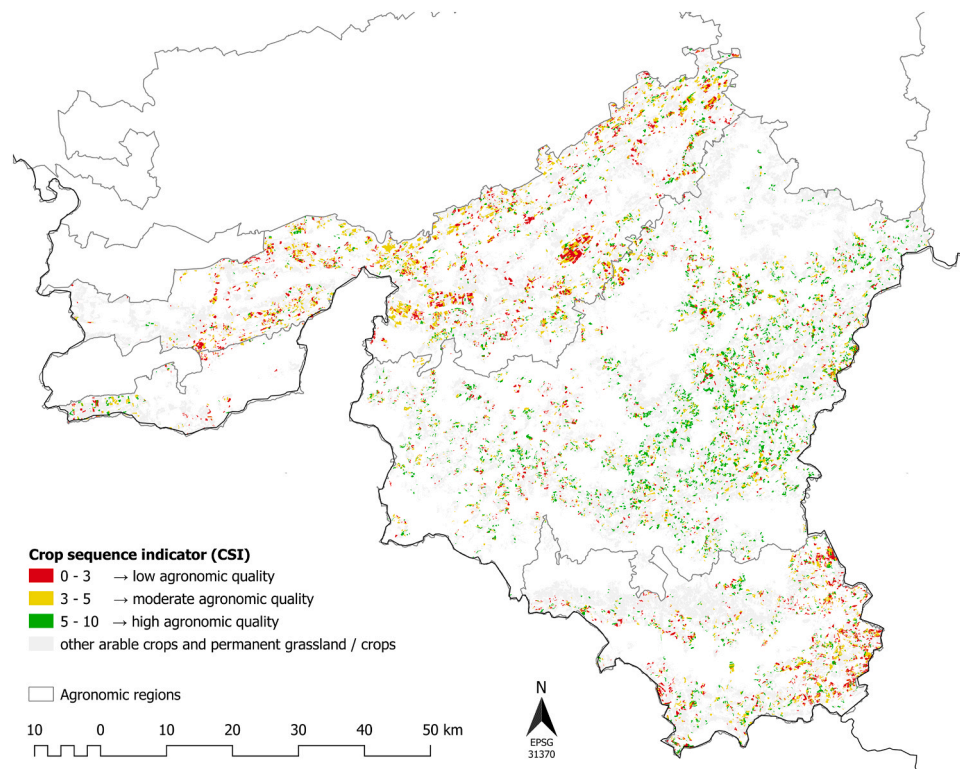 Crop sequence indicator (CSI)
0 - 3 → low agronomic quality
3 - 5 → moderate agronomic quality
5 - 10 → high agronomic quality
other arable crops and permanent grassland / crops
Agronomic regions
10 0 10 20 30 40 50 km
N
EPSG
31370